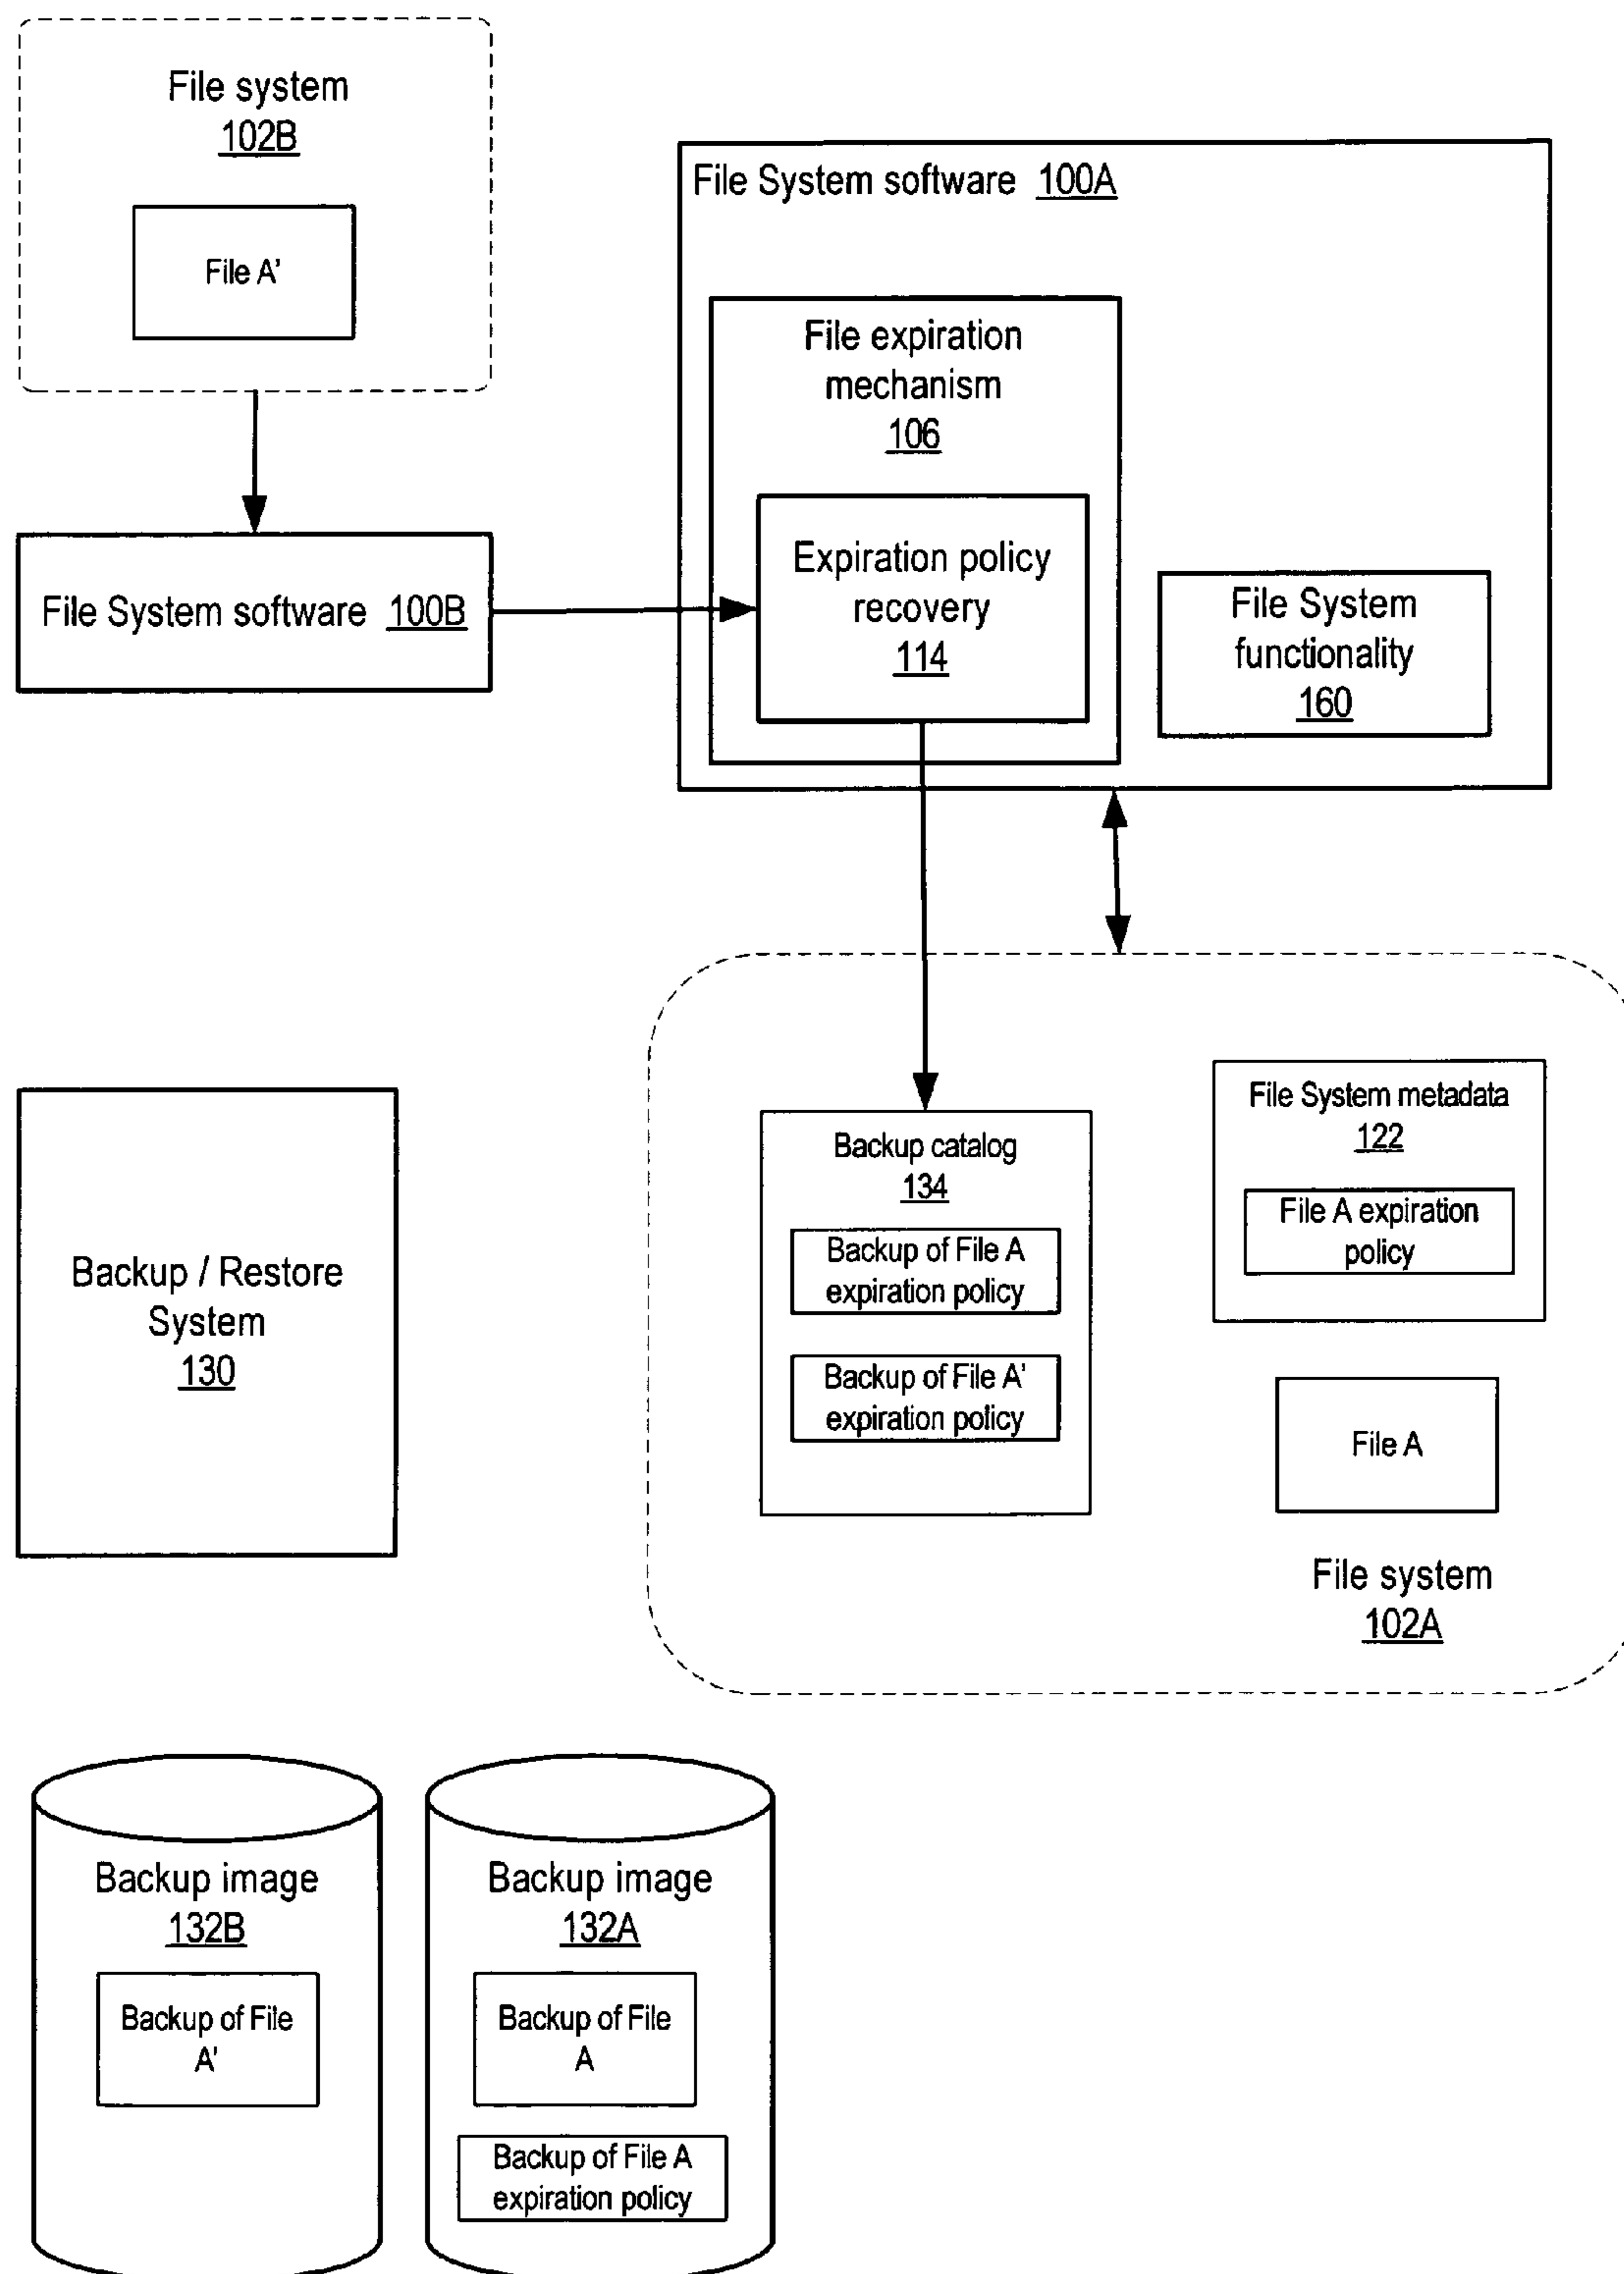 File system
102B
File A'
File System software 100A
File expiration
mechanism
106
Expiration policy
recovery
114
File System
functionality
160
File System software 100B
Backup catalog
134
Backup of File A
expiration policy
Backup of File A'
expiration policy
File System metadata
122
File A expiration
policy
File A
File system
102A
Backup / Restore
System
130
Backup image
132B
Backup of File
A'
Backup image
132A
Backup of File
A
Backup of File A
expiration policy